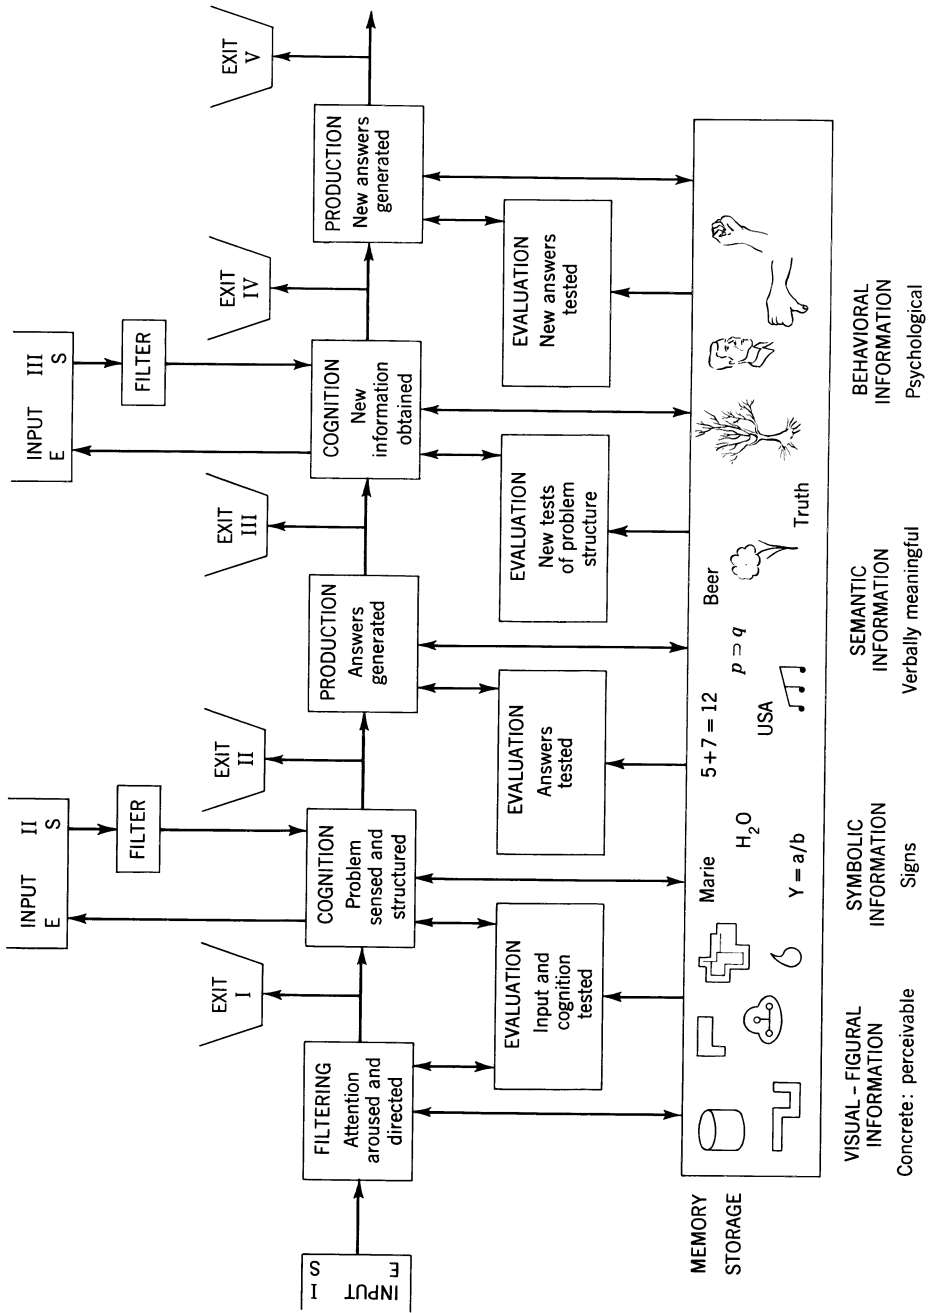 INPUT II
E S
INPUT III
E S
FILTER
FILTER
EXIT
I
EXIT
II
EXIT
III
EXIT
IV
EXIT
V
INPUT I
E S
FILTERING
Attention
aroused and
directed
COGNITION
Problem
sensed and
structured
PRODUCTION
Answers
generated
COGNITION
New
information
obtained
PRODUCTION
New answers
generated
EVALUATION
Input and
cognition
tested
EVALUATION
Answers
tested
EVALUATION
New tests
of problem
structure
EVALUATION
New answers
tested
MEMORY
STORAGE
Marie
H₂O
Y = a/b
5 + 7 = 12
USA
p ⊃ q
Beer
Truth
VISUAL - FIGURAL
INFORMATION
Concrete: perceivable
SYMBOLIC
INFORMATION
Signs
SEMANTIC
INFORMATION
Verbally meaningful
BEHAVIORAL
INFORMATION
Psychological